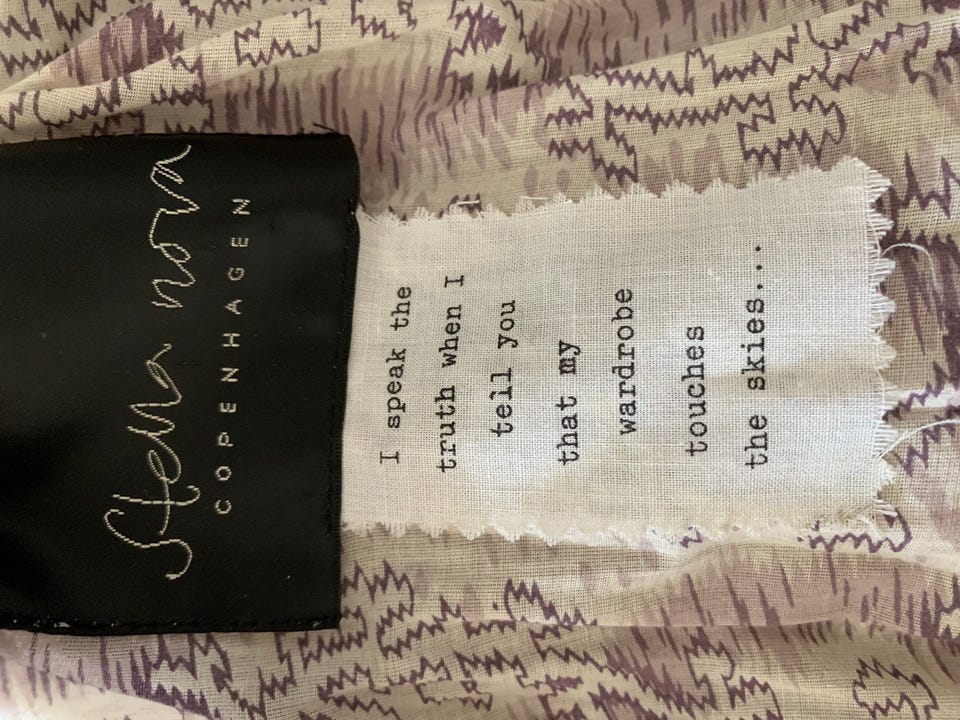 Stella nova
COPENHAGEN
I speak the
truth when I
tell you
that my
wardrobe
touches
the skies...